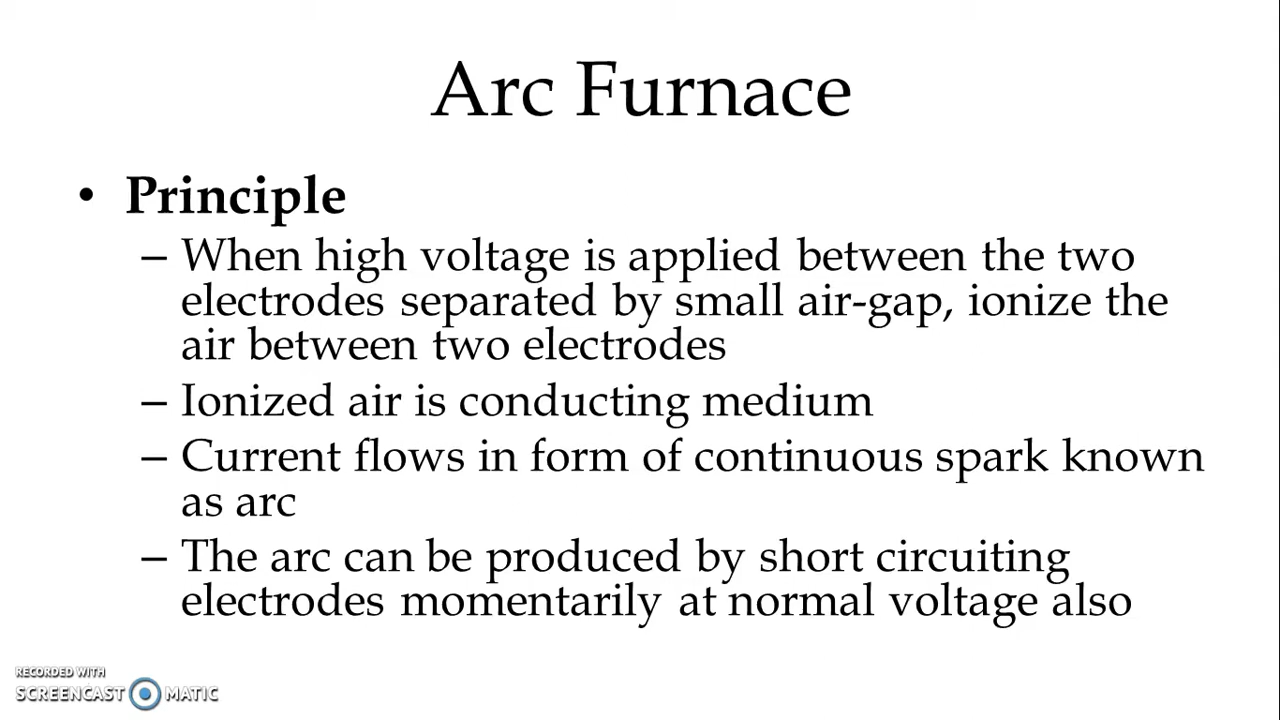 Arc Furnace
• Principle
– When high voltage is applied between the two
electrodes separated by small air-gap, ionize the
air between two electrodes
– Ionized air is conducting medium
– Current flows in form of continuous spark known
as arc
– The arc can be produced by short circuiting
electrodes momentarily at normal voltage also
RECORDED WITH
SCREENCAST MATIC